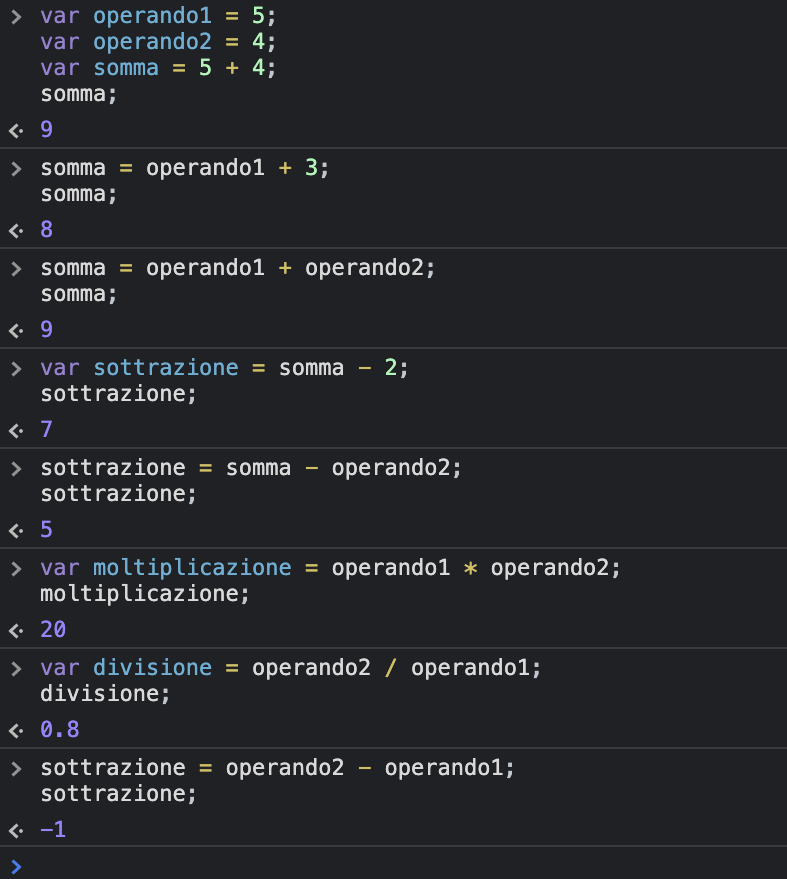 > var operando1 = 5;
var operando2 = 4;
var somma = 5 + 4;
somma;
<· 9
> somma = operando1 + 3;
somma;
<· 8
> somma = operando1 + operando2;
somma;
<· 9
> var sottrazione = somma - 2;
sottrazione;
<· 7
> sottrazione = somma - operando2;
sottrazione;
<· 5
> var moltiplicazione = operando1 * operando2;
moltiplicazione;
<· 20
> var divisione = operando2 / operando1;
divisione;
<· 0.8
> sottrazione = operando2 - operando1;
sottrazione;
<· -1
>